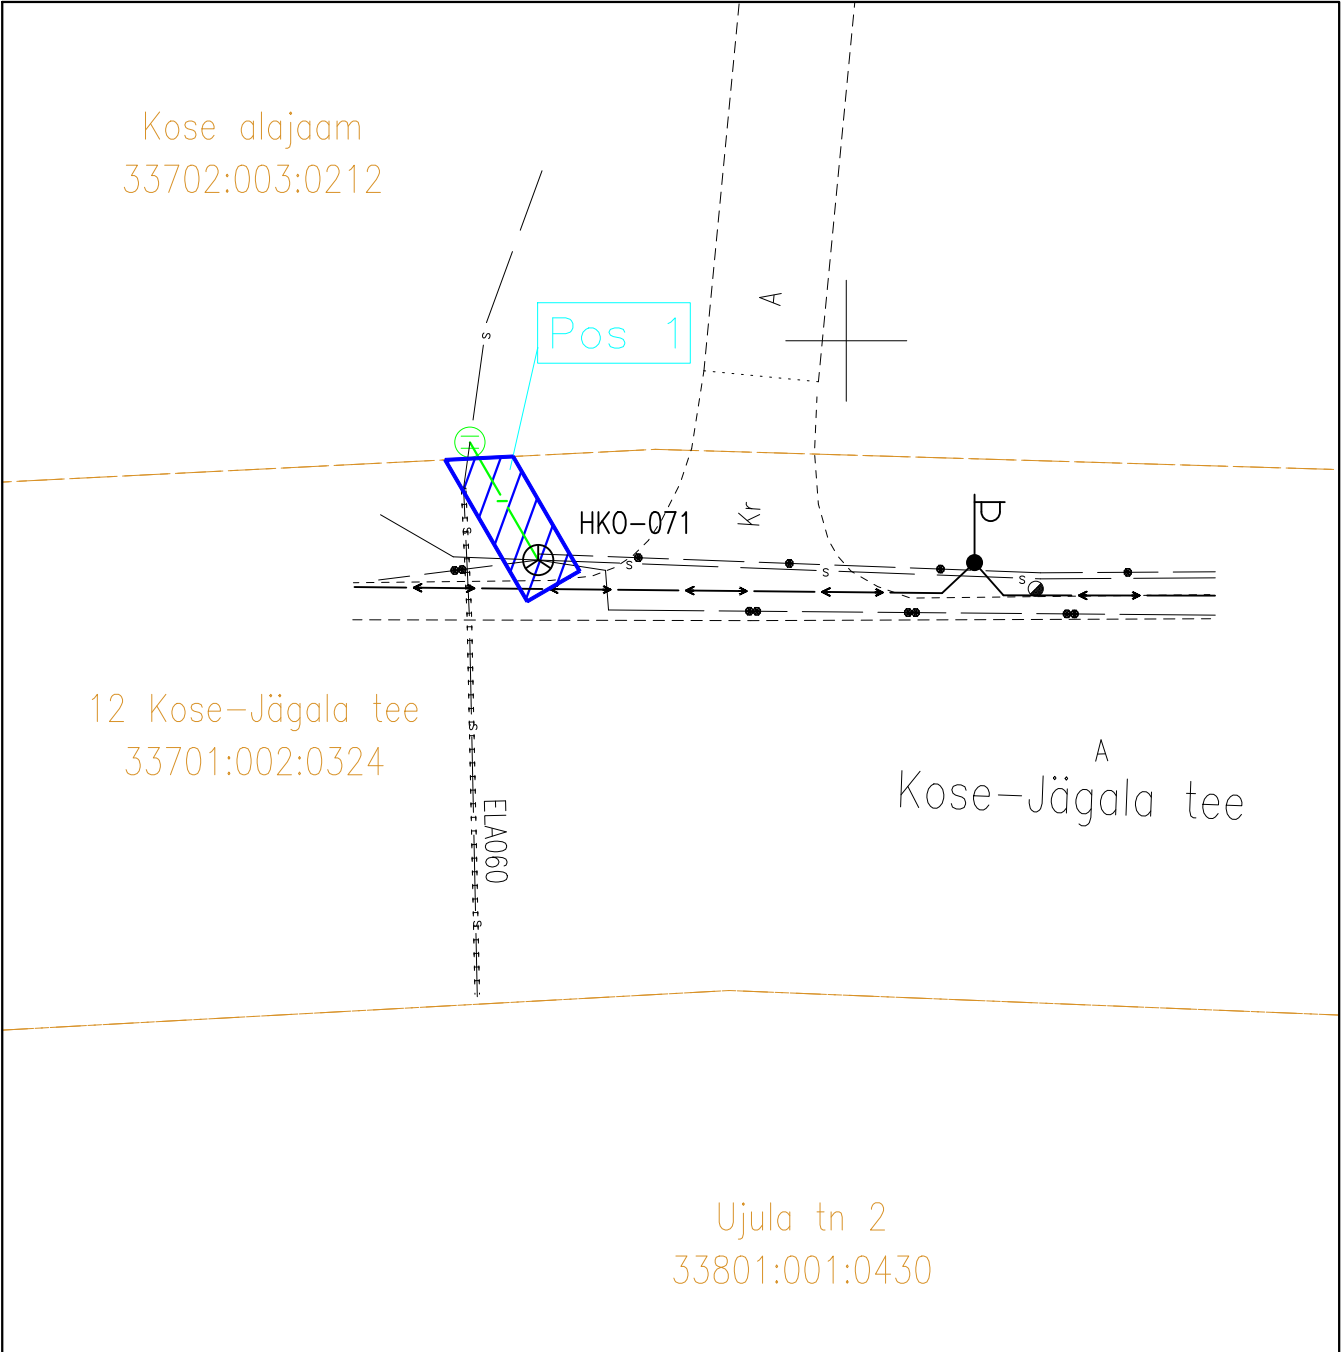 Kose alajaam
33702:003:0212
A
s
Pos 1
H
Kr
HKO-071
s
s
s
s
12 Kose-Jägala tee
33701:002:0324
s
A
Kose-Jägala tee
ELA060
s
Ujula tn 2
33801:001:0430